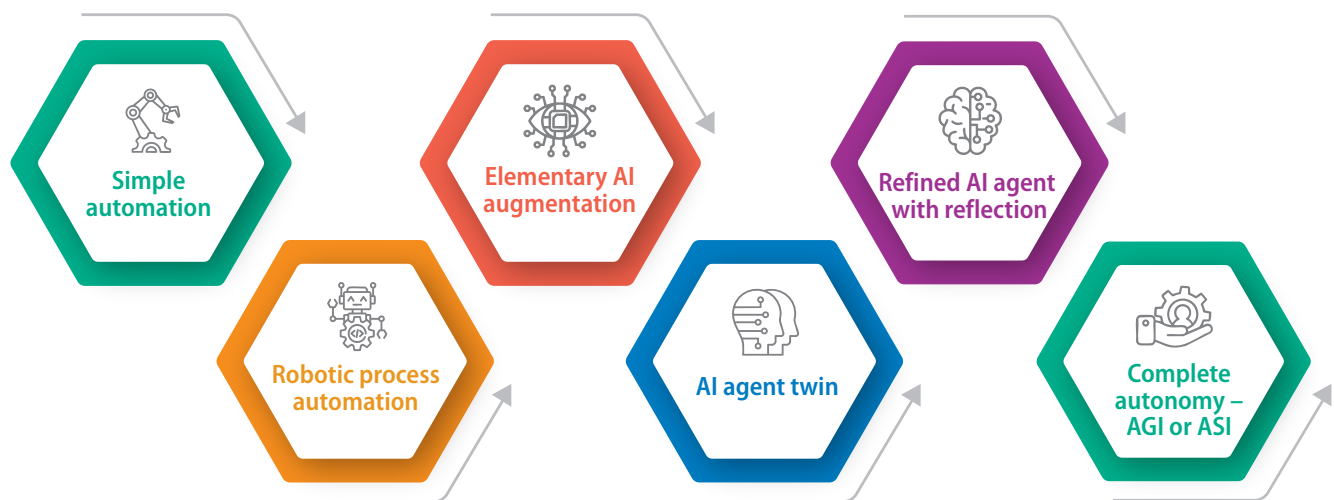 Simple
automation
Robotic process
automation
Elementary AI
augmentation
AI agent twin
Refined AI agent
with reflection
Complete
autonomy –
AGI or ASI